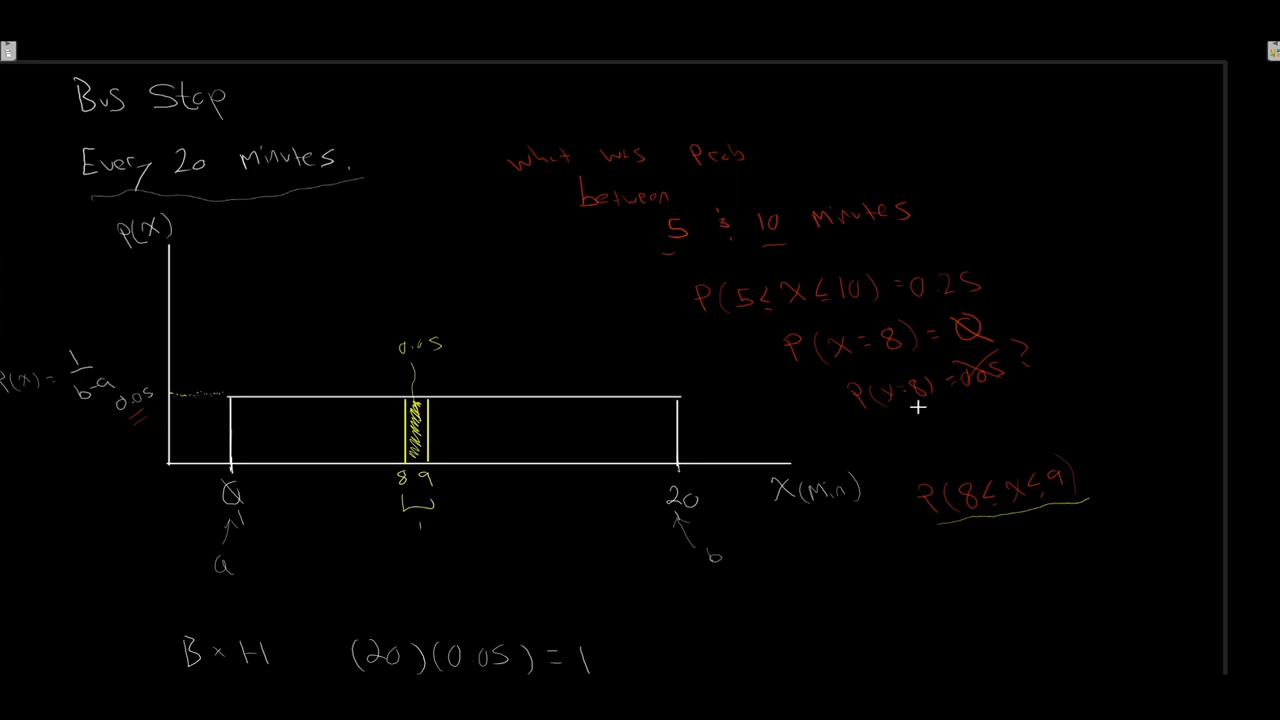 Bus Stop
Every 20 minutes.
what was prob
between
5 & 10 minutes
P(X)
P(5≤X≤10) = 0.25
P(X=8) = 0
0.05
P(X=8) = 0.05 ?
P(X) = 1/b-a
0.05
8 9
P(8≤X≤9)
0
20
X(Min)
1
a
b
B × H (20)(0.05) = 1